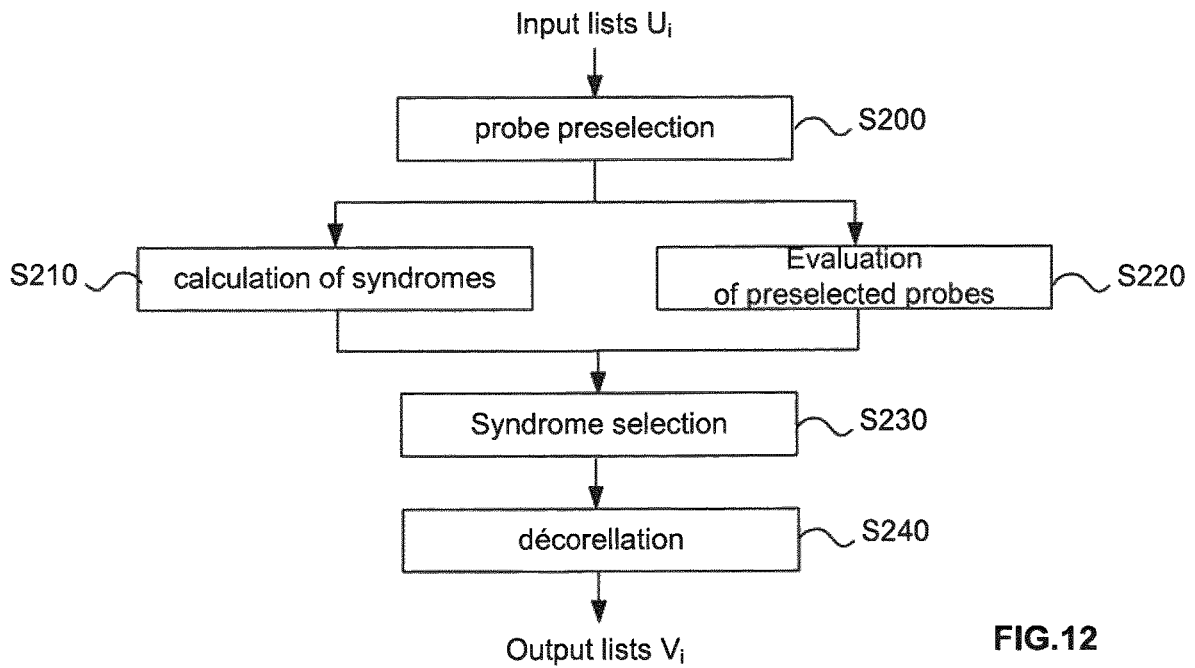 Input lists Ui
probe preselection
S200
S210
calculation of syndromes
Evaluation
of preselected probes
S220
Syndrome selection
S230
décorellation
S240
Output lists Vi
FIG.12